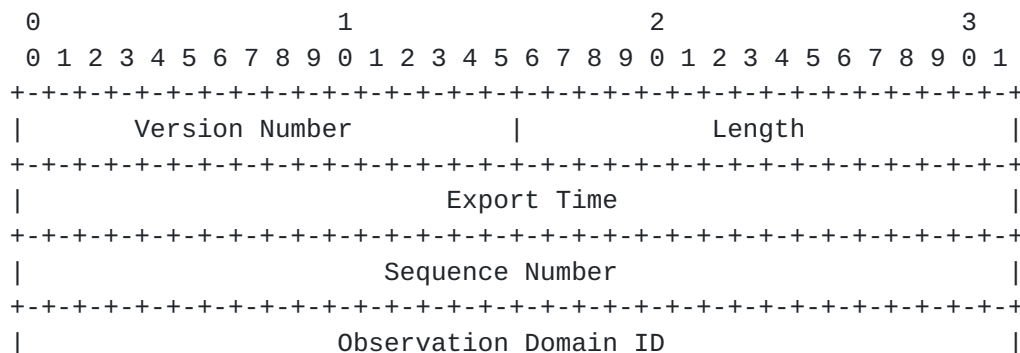 0                   1                   2                   3
 0 1 2 3 4 5 6 7 8 9 0 1 2 3 4 5 6 7 8 9 0 1 2 3 4 5 6 7 8 9 0 1
+-+-+-+-+-+-+-+-+-+-+-+-+-+-+-+-+-+-+-+-+-+-+-+-+-+-+-+-+-+-+-+-+
|       Version Number          |            Length             |
+-+-+-+-+-+-+-+-+-+-+-+-+-+-+-+-+-+-+-+-+-+-+-+-+-+-+-+-+-+-+-+-+
|                           Export Time                         |
+-+-+-+-+-+-+-+-+-+-+-+-+-+-+-+-+-+-+-+-+-+-+-+-+-+-+-+-+-+-+-+-+
|                       Sequence Number                         |
+-+-+-+-+-+-+-+-+-+-+-+-+-+-+-+-+-+-+-+-+-+-+-+-+-+-+-+-+-+-+-+-+
|                    Observation Domain ID                      |